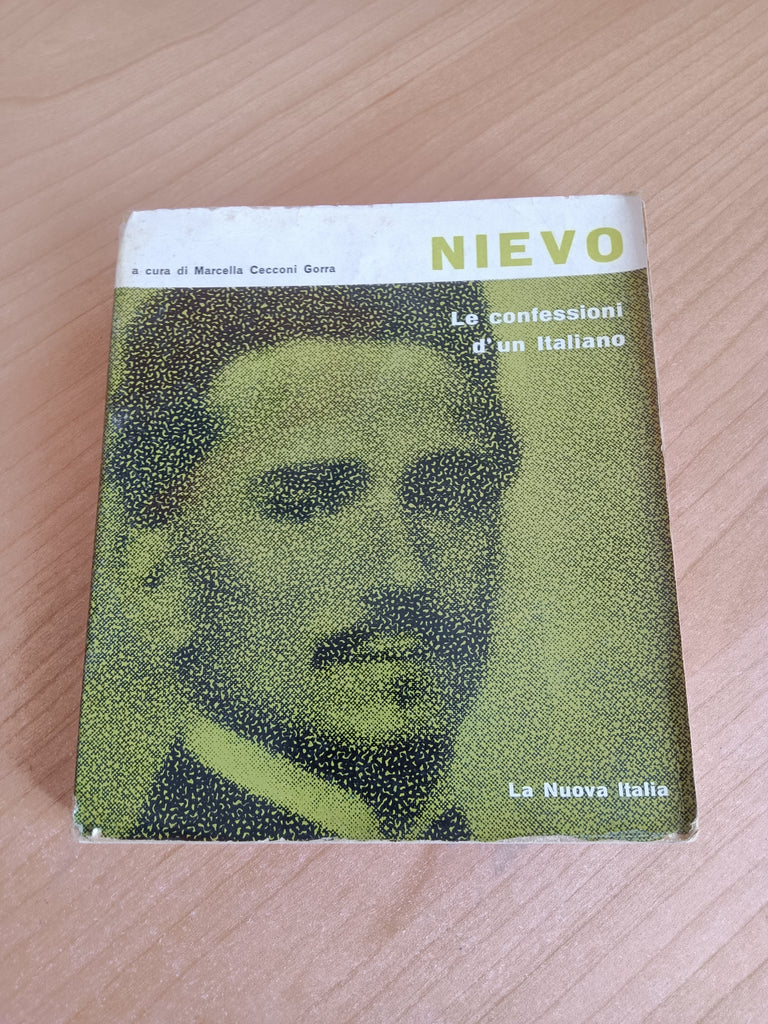 NIEVO
a cura di Marcella Cecconi Gorra
Le confessioni
d'un Italiano
La Nuova Italia